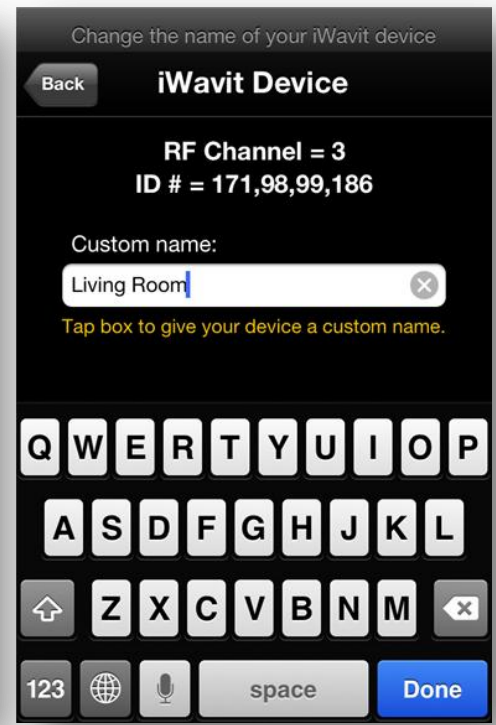 Change the name of your iWavit device
Back
iWavit Device
RF Channel = 3
ID # = 171,98,99,186
Custom name:
Living Room
Tap box to give your device a custom name.
Q W E R T Y U I O P
A S D F G H J K L
Z X C V B N M
123 space Done